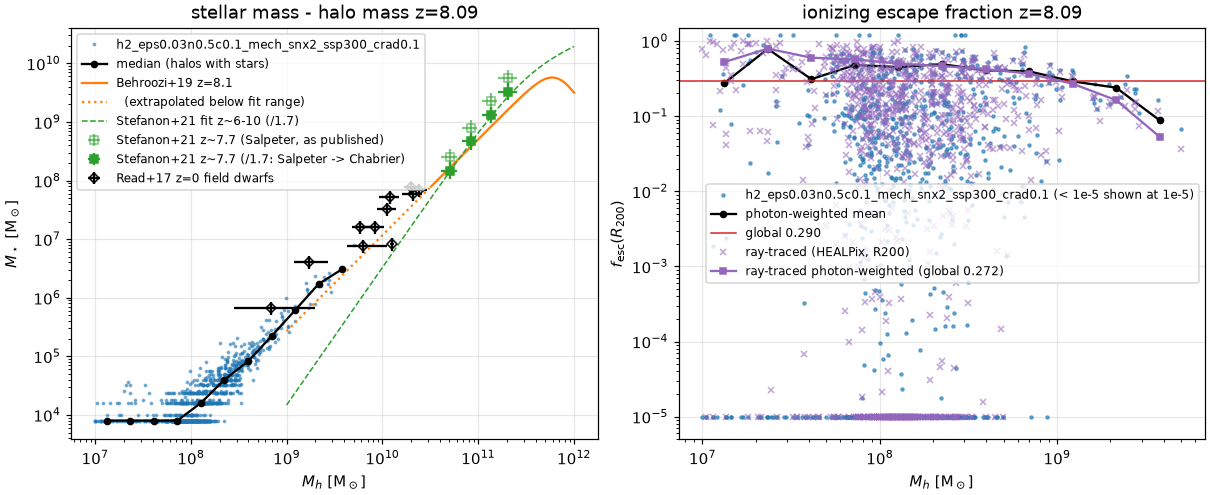 stellar mass - halo mass z=8.09
10¹⁰
10⁹
10⁸
10⁷
10⁶
10⁵
10⁴
M⋆ [M⊙]
h2_eps0.03n0.5c0.1_mech_snx2_ssp300_crad0.1
median (halos with stars)
Behroozi+19 z=8.1
(extrapolated below fit range)
Stefanon+21 fit z~6-10 (/1.7)
Stefanon+21 z~7.7 (Salpeter, as published)
Stefanon+21 z~7.7 (/1.7: Salpeter -> Chabrier)
Read+17 z=0 field dwarfs
10⁷ 10⁸ 10⁹ 10¹⁰ 10¹¹ 10¹²
Mₕ [M⊙]
ionizing escape fraction z=8.09
10⁰
10⁻¹
10⁻²
10⁻³
10⁻⁴
10⁻⁵
fesc(R₂₀₀)
h2_eps0.03n0.5c0.1_mech_snx2_ssp300_crad0.1 (< 1e-5 shown at 1e-5)
photon-weighted mean
global 0.290
ray-traced (HEALPix, R200)
ray-traced photon-weighted (global 0.272)
10⁷ 10⁸ 10⁹
Mₕ [M⊙]